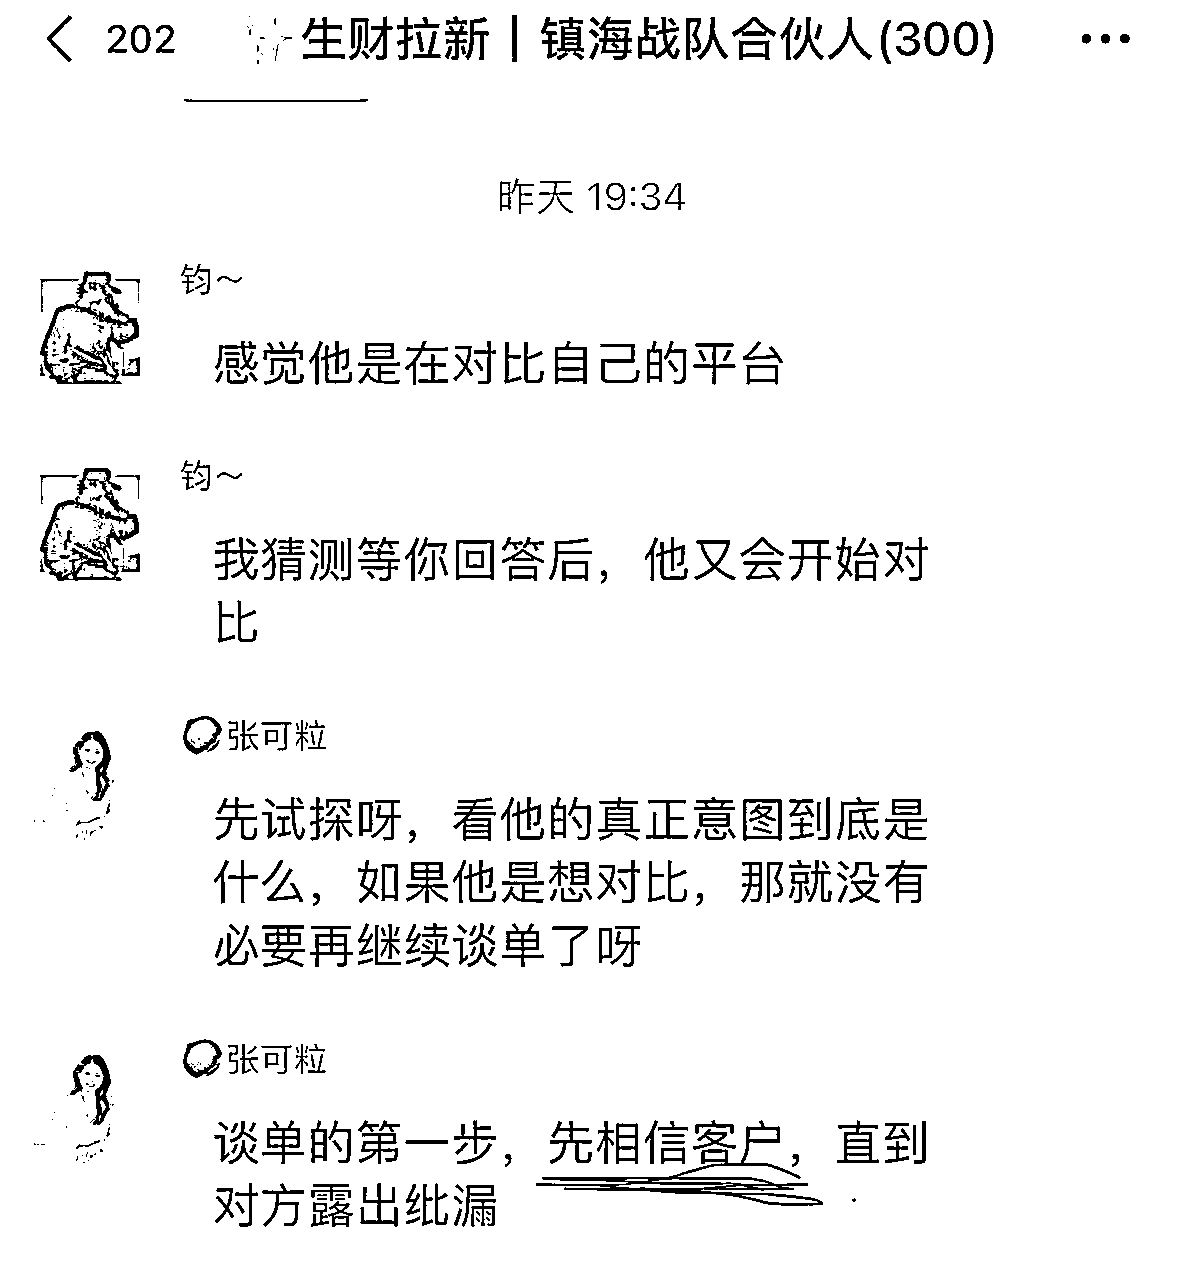 202 生财拉新｜镇海战队合伙人(300)
昨天 19:34
钧～
感觉他是在对比自己的平台
钧～
我猜测等你回答后，他又会开始对
比
张可粒
先试探呀，看他的真正意图到底是
什么，如果他是想对比，那就没有
必要再继续谈单了呀
张可粒
谈单的第一步，先相信客户，直到
对方露出纰漏